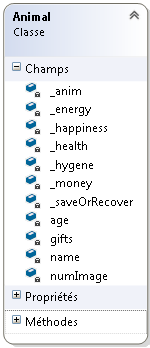 Animal
Classe
Champs
_anim
_energy
_happiness
_health
_hygene
_money
_saveOrRecover
age
gifts
name
numImage
Propriétés
Méthodes